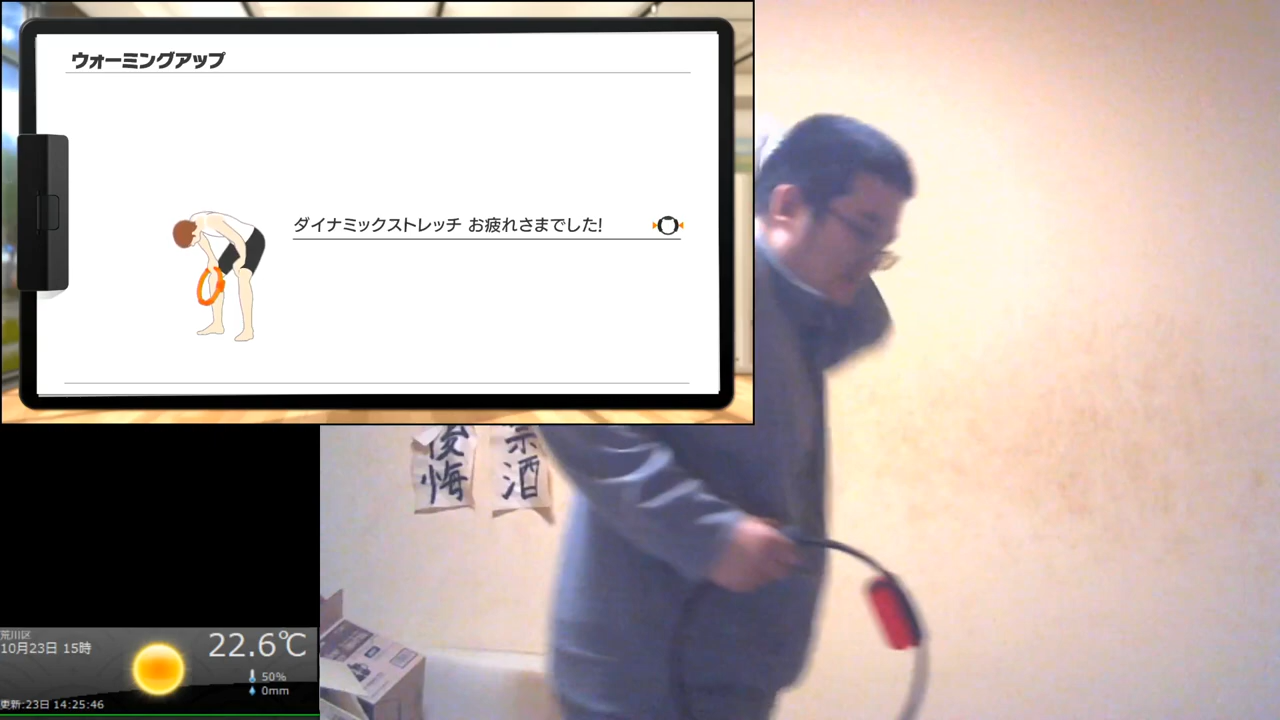 ウォーミングアップ
ダイナミックストレッチ お疲れさまでした!
後悔
禁酒
荒川区
10月23日 15時
22.6℃
50%
0mm
更新:23日 14:25:46